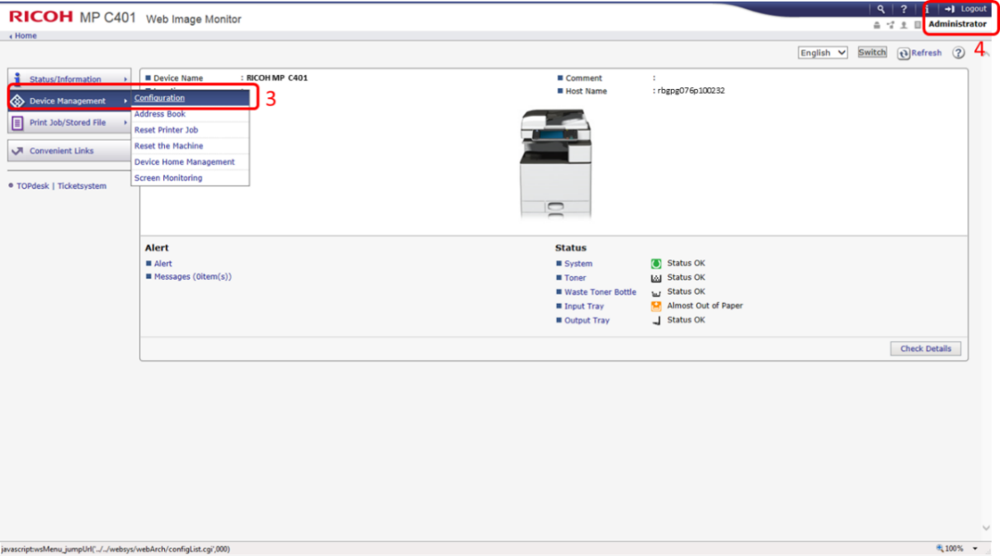 RICOH MP C401 Web Image Monitor
? i Logout
Administrator
Home
English Switch Refresh ? 4
Status/Information
Device Management
Print Job/Stored File
Convenient Links
TOPdesk | Ticketsystem
Configuration 3
Address Book
Reset Printer Job
Reset the Machine
Device Home Management
Screen Monitoring
Device Name : RICOH MP C401
Comment :
Host Name : rbgpg076p100232
Alert
Alert
Messages (0item(s))
Status
System Status OK
Toner Status OK
Waste Toner Bottle Status OK
Input Tray Almost Out of Paper
Output Tray Status OK
Check Details
javascript:wsMenu_jumpUrl('../../websys/webArch/configList.cgi',000)
100%